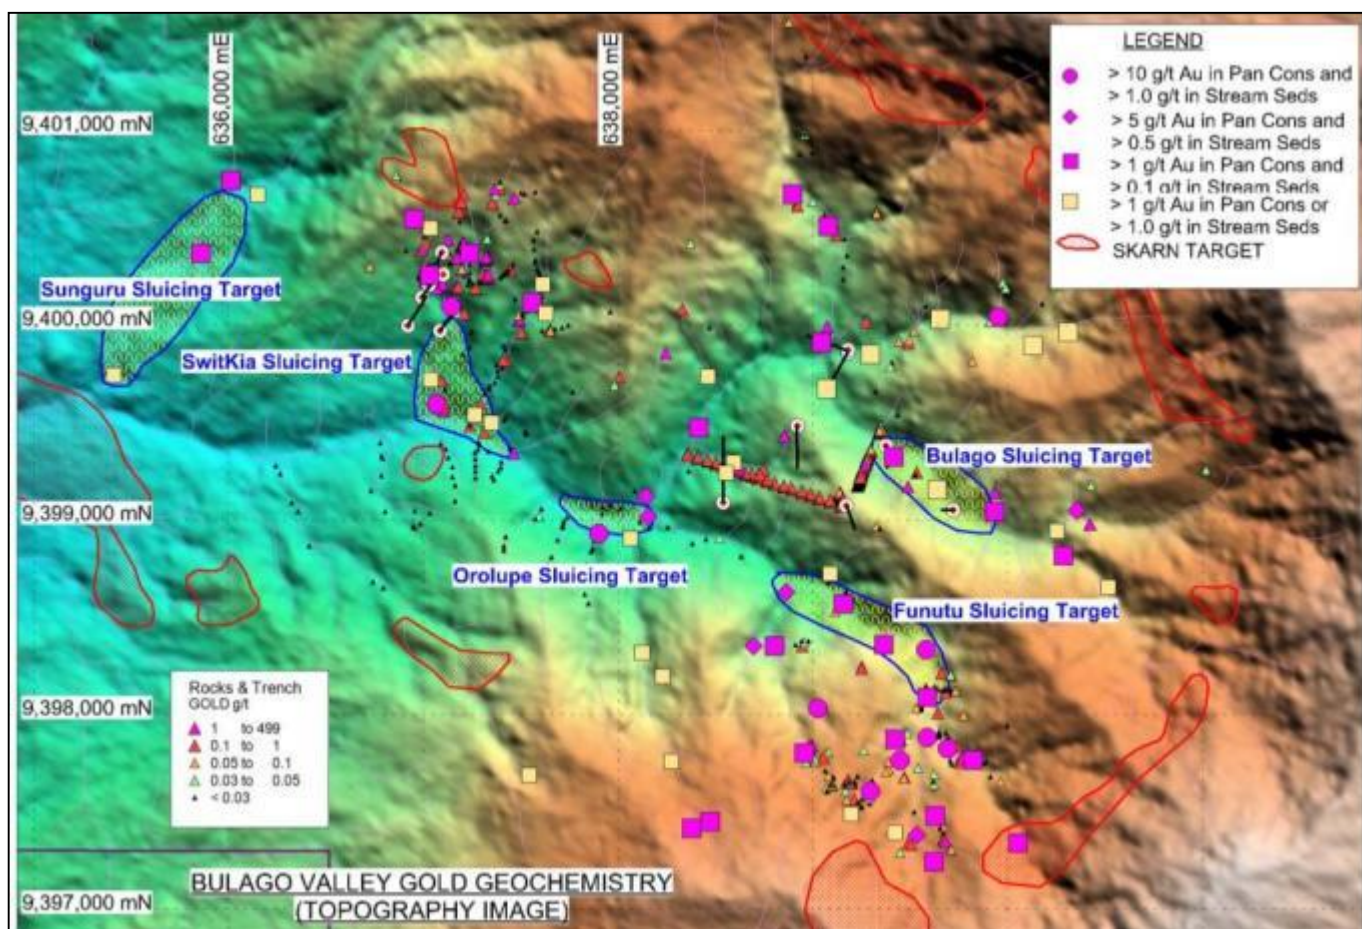 636,000 mE
638,000 mE
LEGEND
> 10 g/t Au in Pan Cons and
> 1.0 g/t in Stream Seds
> 5 g/t Au in Pan Cons and
> 0.5 g/t in Stream Seds
> 1 g/t Au in Pan Cons and
> 0.1 g/t in Stream Seds
> 1 g/t Au in Pan Cons or
> 1.0 g/t in Stream Seds
SKARN TARGET
9,401,000 mN
Sunguru Sluicing Target
9,400,000 mN
SwitKia Sluicing Target
Bulago Sluicing Target
9,399,000 mN
Orolupe Sluicing Target
Funutu Sluicing Target
Rocks & Trench
GOLD g/t
1 to 499
0.1 to 1
0.05 to 0.1
0.03 to 0.05
< 0.03
9,398,000 mN
BULAGO VALLEY GOLD GEOCHEMISTRY
(TOPOGRAPHY IMAGE)
9,397,000 mN